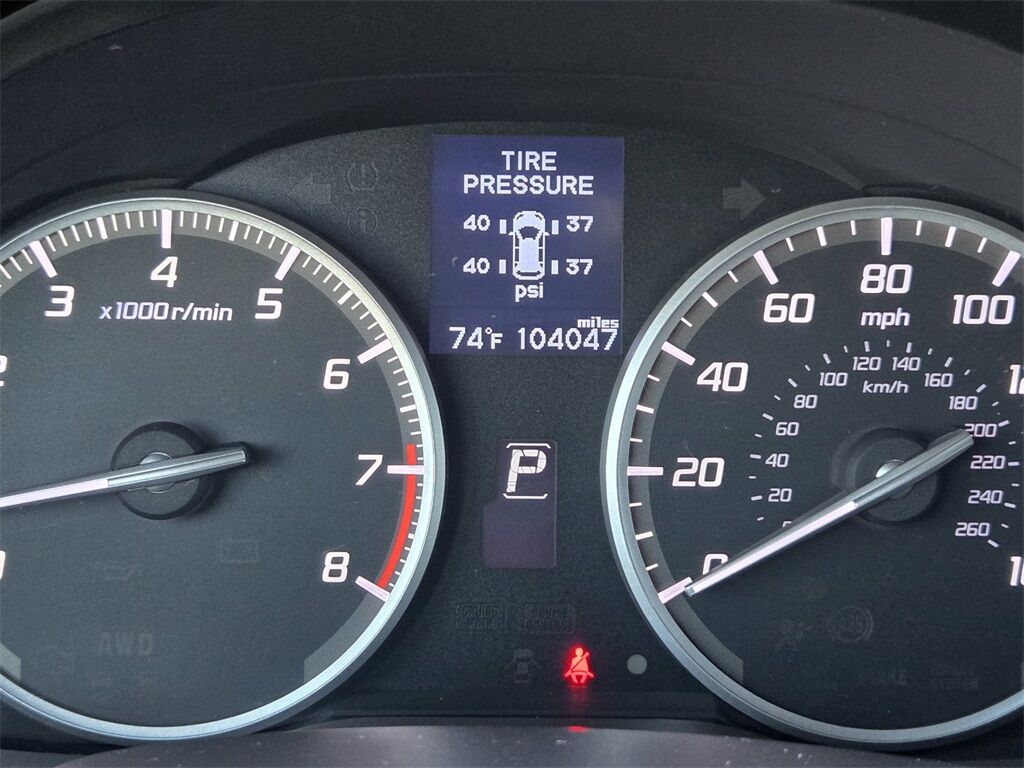 TIRE
PRESSURE
40 37
40 37
psi
miles
74°F 104047
3 4 5 6 7 8
x1000 r/min
P
0 20 40 60 80 100
mph
20 40 60 80 100 120 140 160 180 200 220 240 260
km/h
AWD